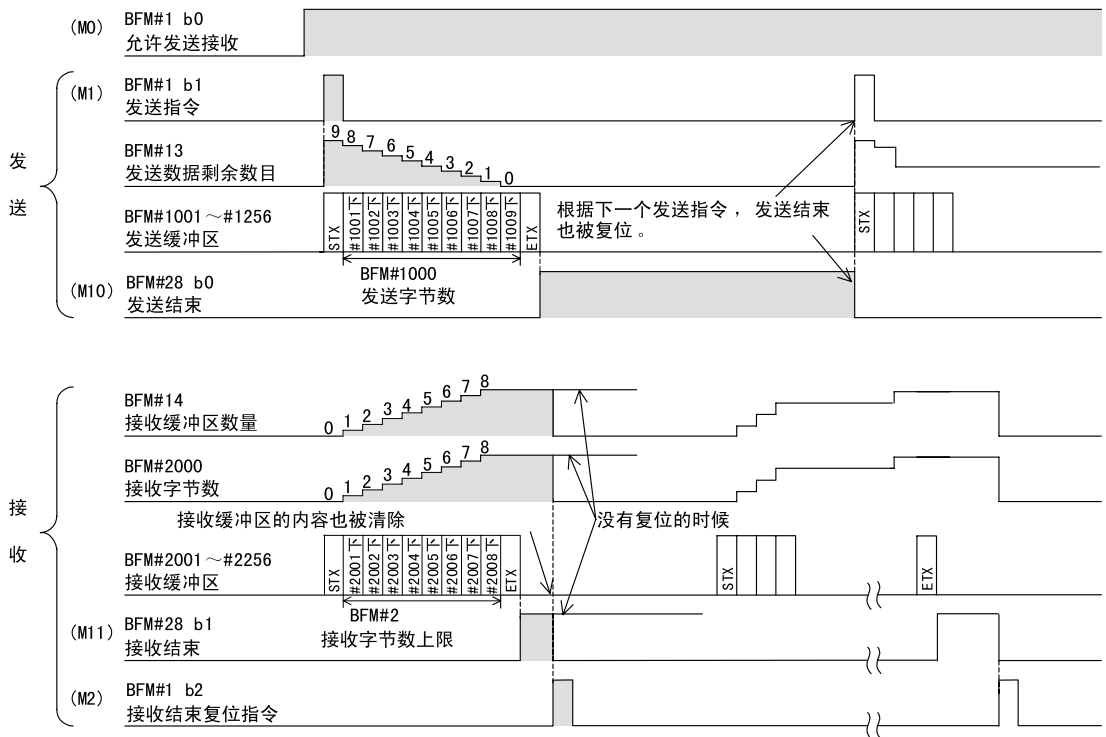 (M0)
BFM#1 b0
允许发送接收
发
送
(M1)
BFM#1 b1
发送指令
BFM#13
发送数据剩余数目
9 8 7 6 5 4 3 2 1 0
BFM#1001～#1256
发送缓冲区
STX
#1001下
#1002下
#1003下
#1004下
#1005下
#1006下
#1007下
#1008下
#1009下
ETX
根据下一个发送指令，发送结束
也被复位。
STX
BFM#1000
发送字节数
(M10)
BFM#28 b0
发送结束
接
收
BFM#14
接收缓冲区数量
0 1 2 3 4 5 6 7 8
BFM#2000
接收字节数
0 1 2 3 4 5 6 7 8
接收缓冲区的内容也被清除
没有复位的时候
BFM#2001～#2256
接收缓冲区
STX
#2001下
#2002下
#2003下
#2004下
#2005下
#2006下
#2007下
#2008下
ETX
STX
ETX
BFM#2
接收字节数上限
(M11)
BFM#28 b1
接收结束
(M2)
BFM#1 b2
接收结束复位指令